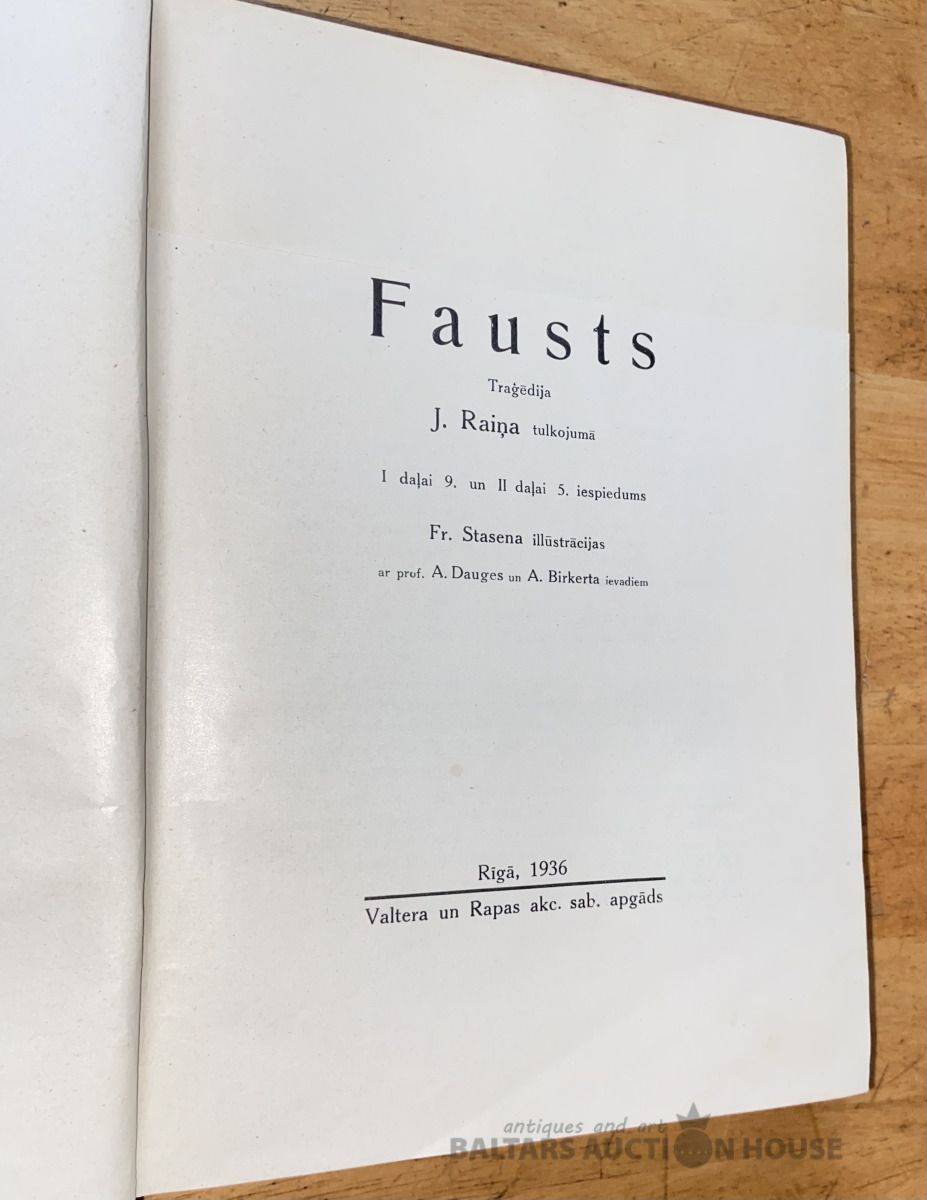 Fausts
Traģēdija
J. Raiņa tulkojumā
I daļai 9. un II daļai 5. iespiedums
Fr. Stasena illūstrācijas
ar prof. A. Dauges un A. Birkerta ievadiem
Rīgā, 1936
Valtera un Rapas akc. sab. apgāds
antiques and art
BALTARS AUCTION HOUSE